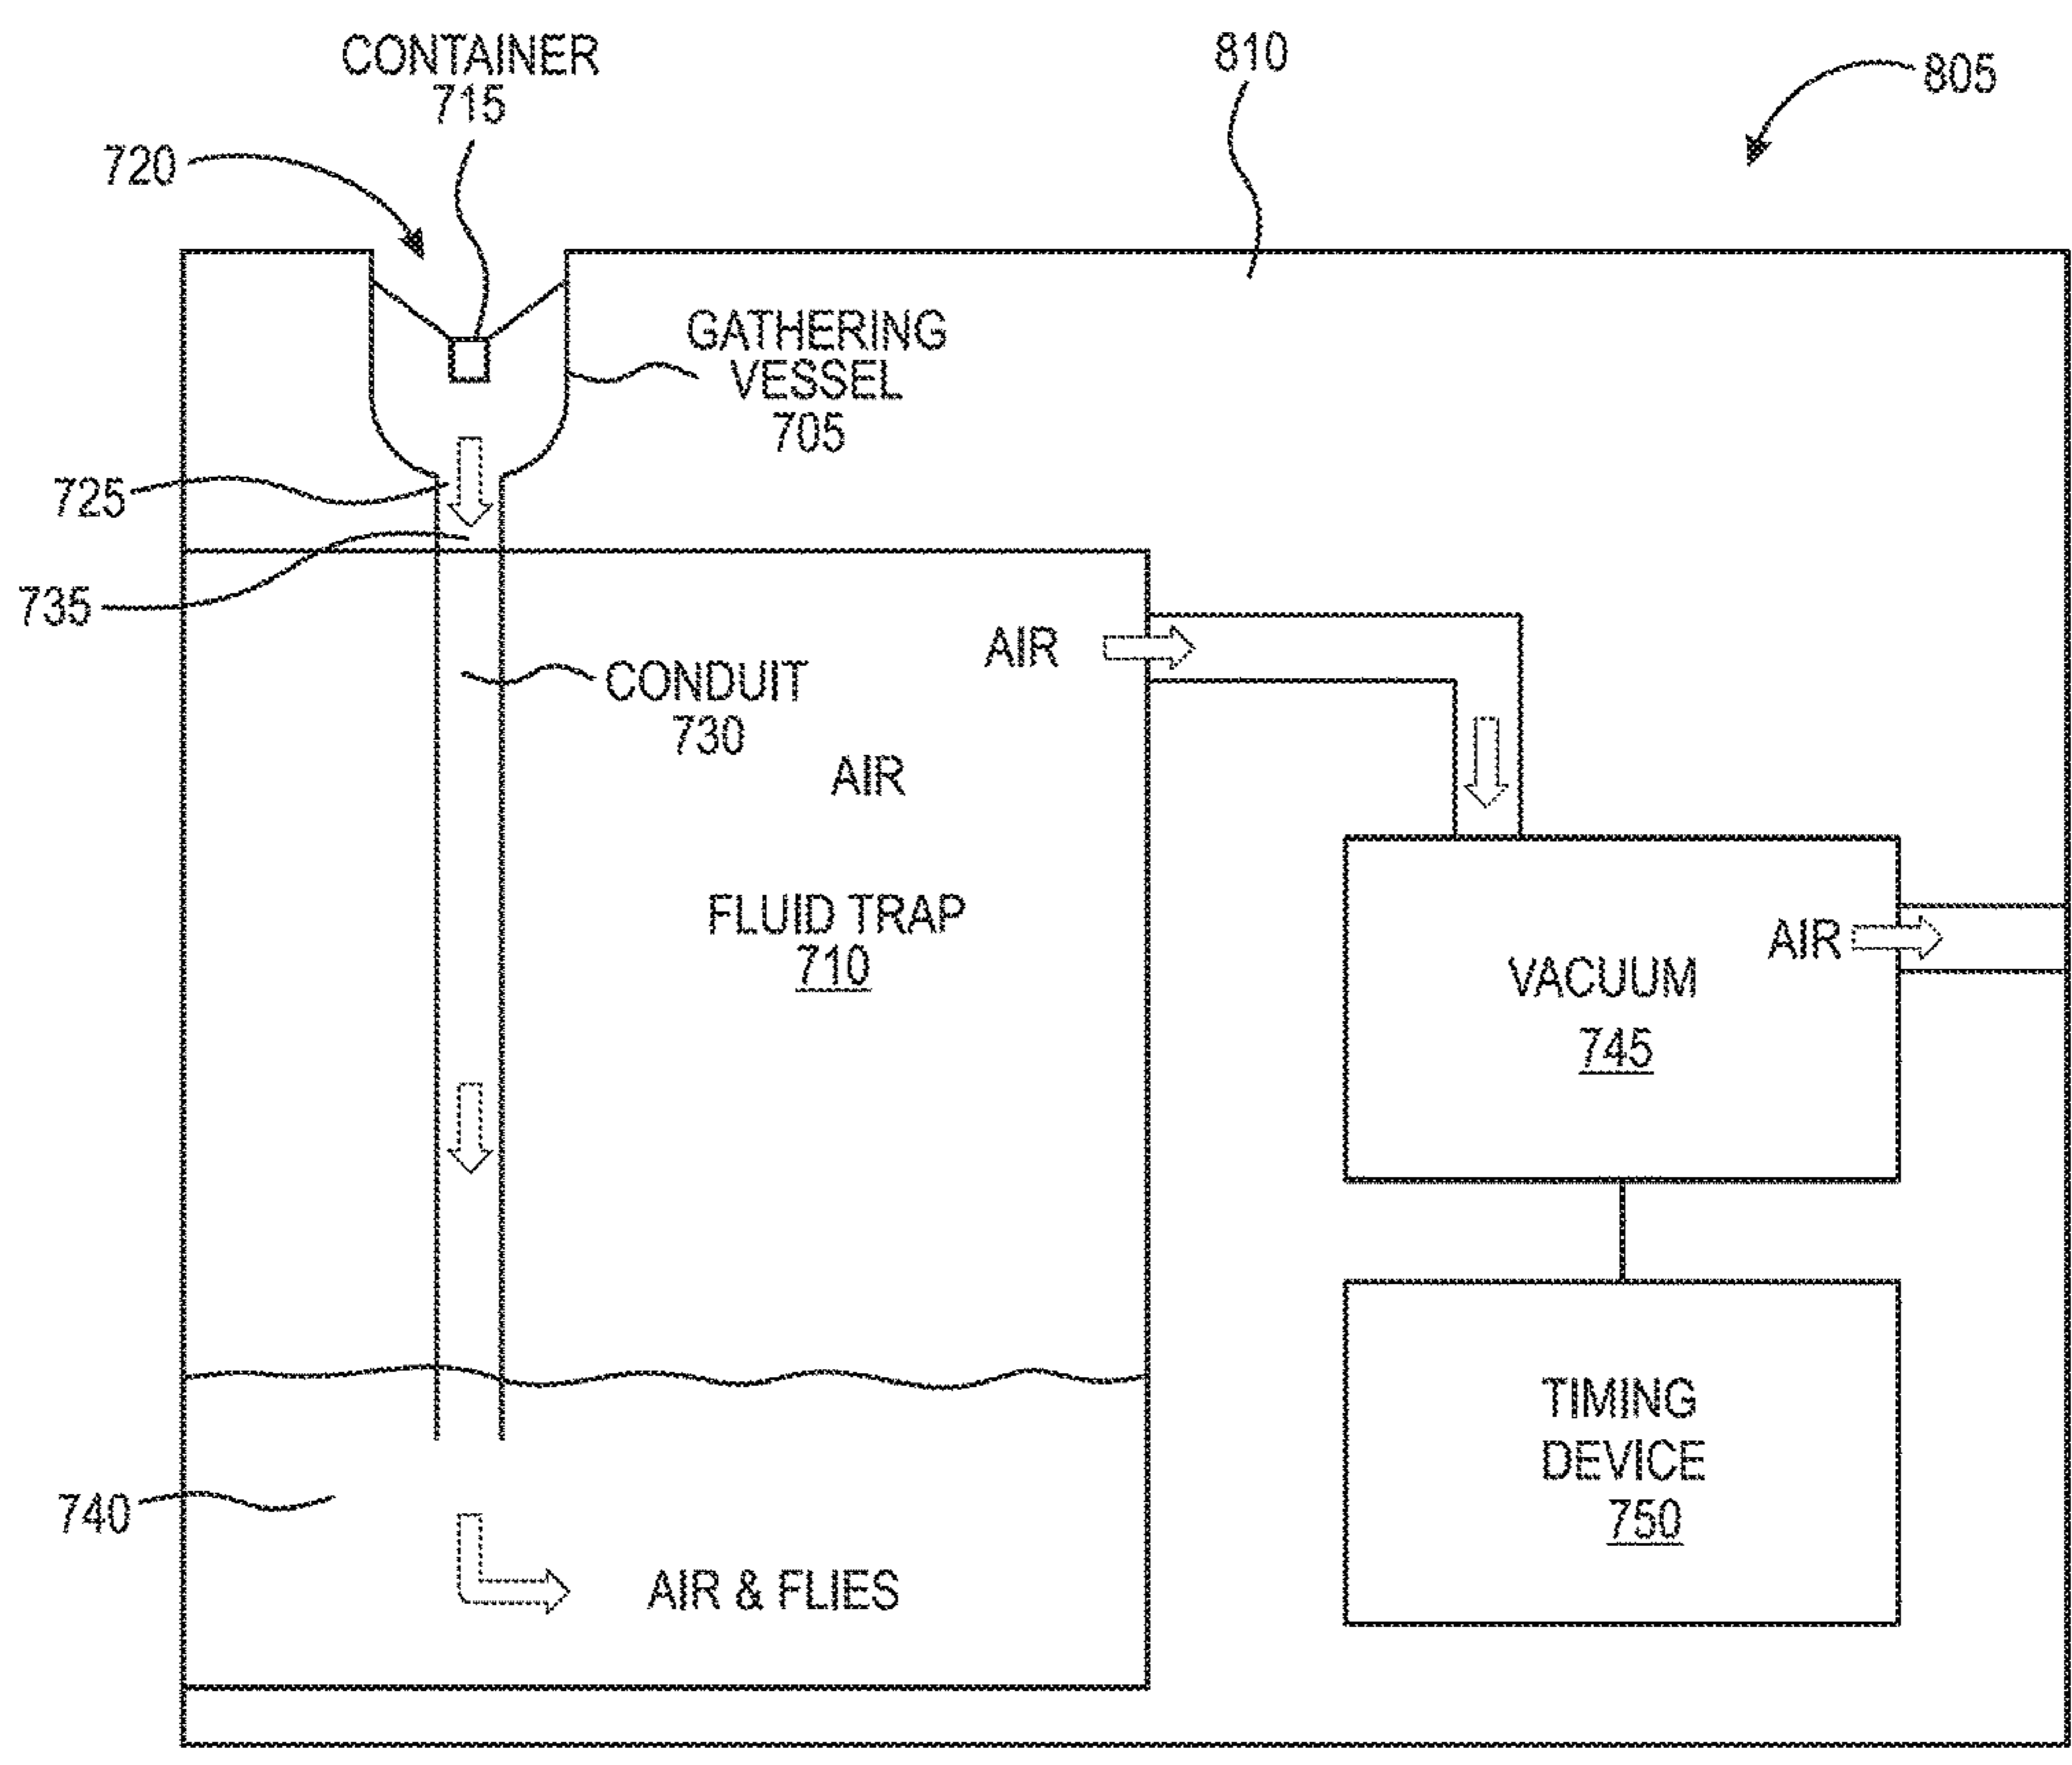 CONTAINER
715
810
805
720
GATHERING
VESSEL
705
725
735
AIR
CONDUIT
730
AIR
FLUID TRAP
710
AIR
VACUUM
745
TIMING
DEVICE
750
740
AIR & FLIES